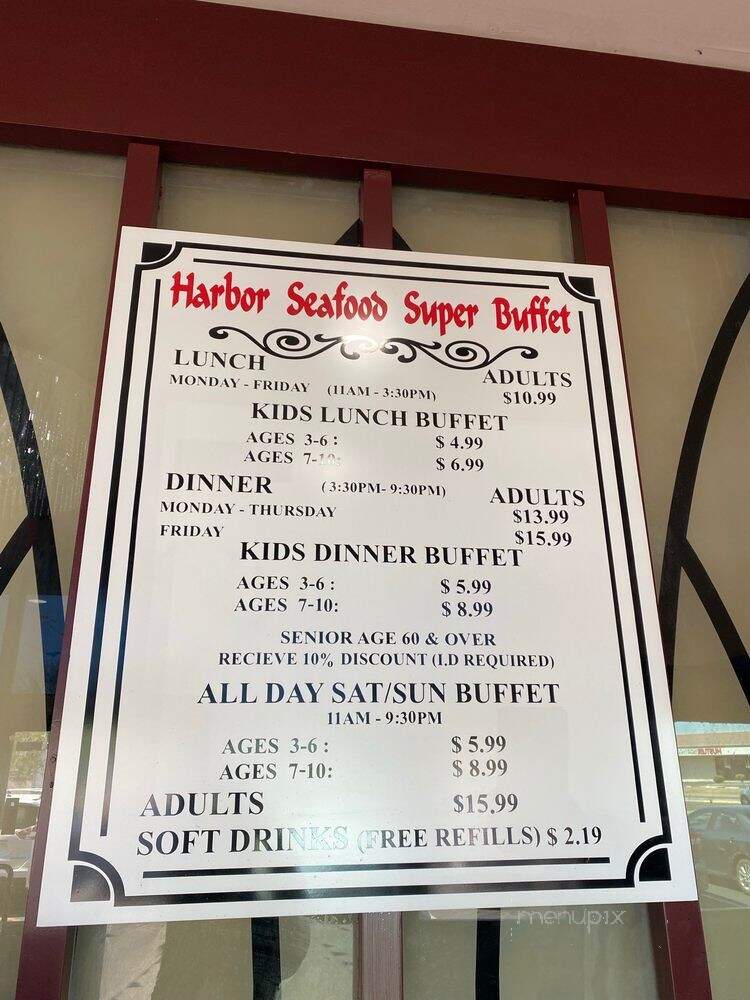 Harbor Seafood Super Buffet
LUNCH ADULTS
MONDAY - FRIDAY (11AM - 3:30PM) $10.99
KIDS LUNCH BUFFET
AGES 3-6 : $ 4.99
AGES 7-10: $ 6.99
DINNER (3:30PM- 9:30PM) ADULTS
MONDAY - THURSDAY $13.99
FRIDAY $15.99
KIDS DINNER BUFFET
AGES 3-6 : $ 5.99
AGES 7-10: $ 8.99
SENIOR AGE 60 & OVER
RECIEVE 10% DISCOUNT (I.D REQUIRED)
ALL DAY SAT/SUN BUFFET
11AM - 9:30PM
AGES 3-6 : $ 5.99
AGES 7-10: $ 8.99
ADULTS $15.99
SOFT DRINKS (FREE REFILLS) $ 2.19
menupix